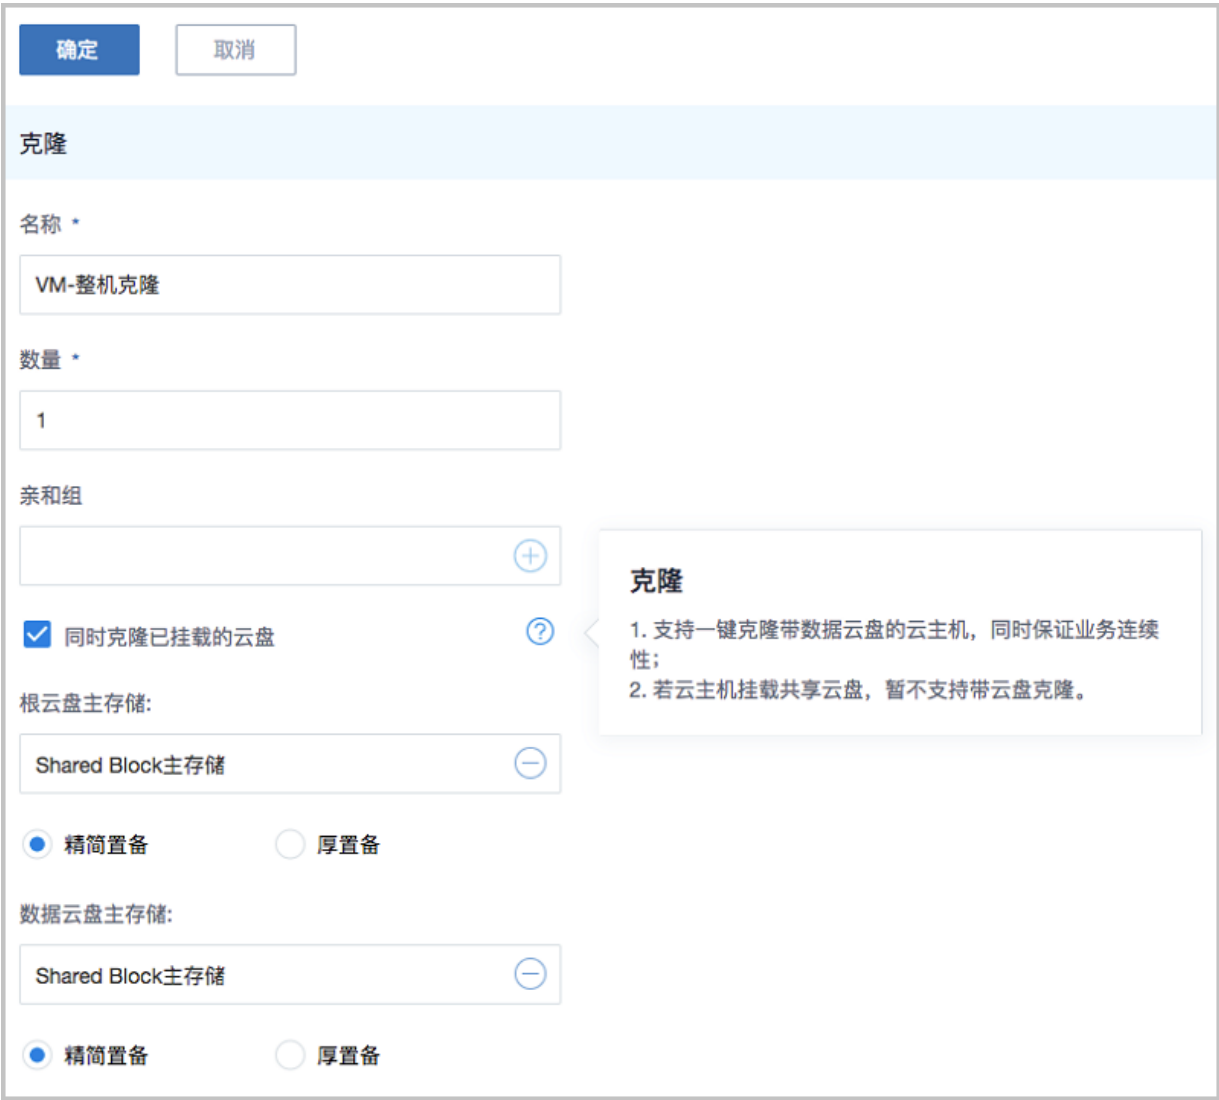 确定
取消
克隆
名称 *
VM-整机克隆
数量 *
1
亲和组
同时克隆已挂载的云盘
克隆
1. 支持一键克隆带数据云盘的云主机，同时保证业务连续
性；
2. 若云主机挂载共享云盘，暂不支持带云盘克隆。
根云盘主存储:
Shared Block主存储
精简置备
厚置备
数据云盘主存储:
Shared Block主存储
精简置备
厚置备